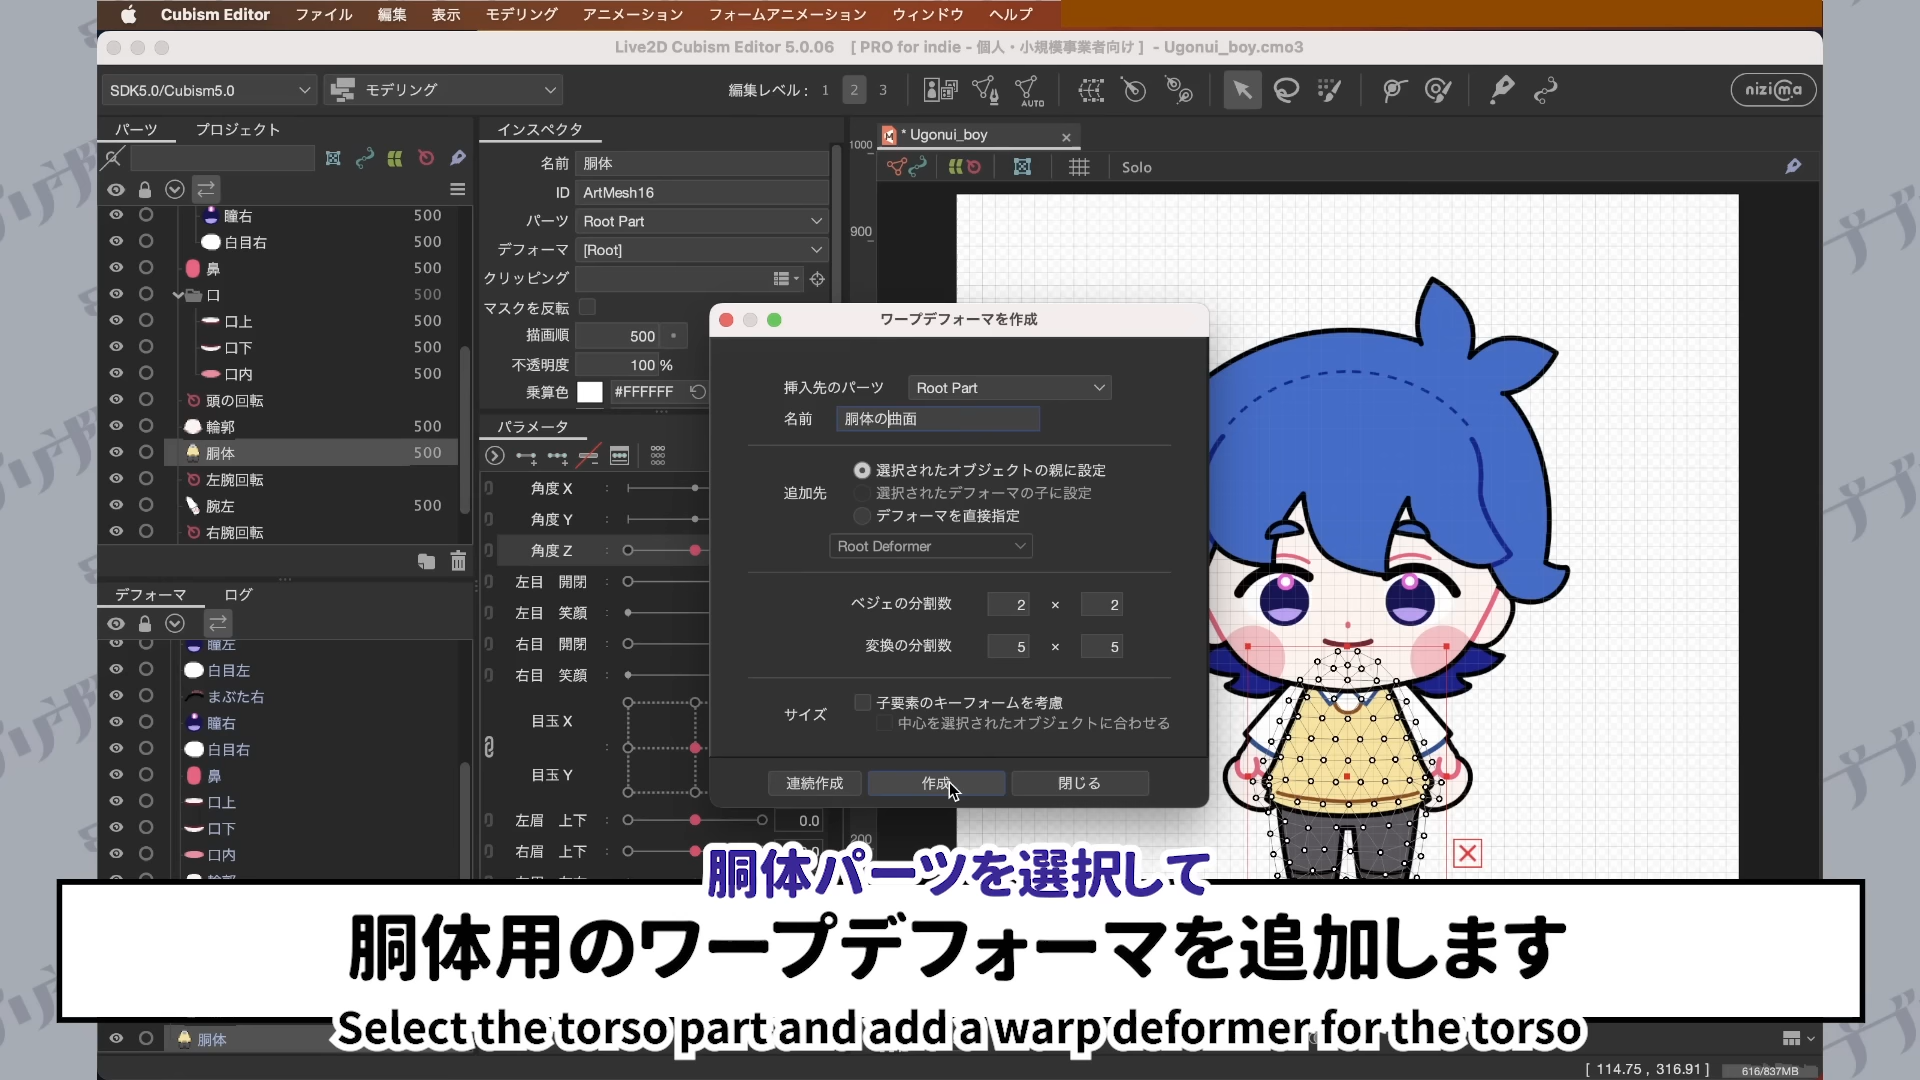 Cubism Editor ファイル 編集 表示 モデリング アニメーション フォームアニメーション ウィンドウ ヘルプ
Live2D Cubism Editor 5.0.06 [ PRO for indie - 個人・小規模事業者向け ] - Ugonui_boy.cmo3
SDK5.0/Cubism5.0
モデリング
編集レベル : 1 2 3
AUTO
nizima
パーツ プロジェクト
瞳右 500
白目右 500
鼻 500
口 500
口上 500
口下 500
口内 500
頭の回転
輪郭 500
胴体 500
左腕回転
腕左 500
右腕回転
デフォーマ ログ
瞳左
白目左
まぶた右
瞳右
白目右
鼻
口上
口下
口内
胴体
インスペクタ
名前 胴体
ID ArtMesh16
パーツ Root Part
デフォーマ [Root]
クリッピング
マスクを反転
描画順 500
不透明度 100 %
乗算色 #FFFFFF
パラメータ
角度 X :
角度 Y :
角度 Z :
左目 開閉 :
左目 笑顔 :
右目 開閉 :
右目 笑顔 :
目玉 X
:
目玉 Y
左眉 上下 : 0.0
右眉 上下 :
* Ugonui_boy
Solo
1000
900
200
ワープデフォーマを作成
挿入先のパーツ Root Part
名前 胴体の曲面
追加先
選択されたオブジェクトの親に設定
選択されたデフォーマの子に設定
デフォーマを直接指定
Root Deformer
ベジェの分割数 2 × 2
変換の分割数 5 × 5
サイズ
子要素のキーフォームを考慮
中心を選択されたオブジェクトに合わせる
連続作成 作成 閉じる
胴体パーツを選択して
胴体用のワープデフォーマを追加します
Select the torso part and add a warp deformer for the torso
[ 114.75 , 316.91 ]
616/837MB